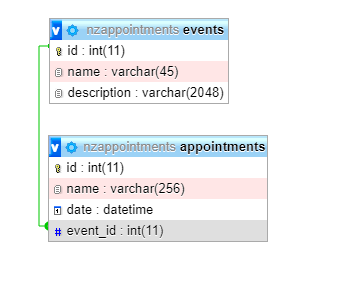 v nzappointments events
id : int(11)
name : varchar(45)
description : varchar(2048)
v nzappointments appointments
id : int(11)
name : varchar(256)
date : datetime
# event_id : int(11)